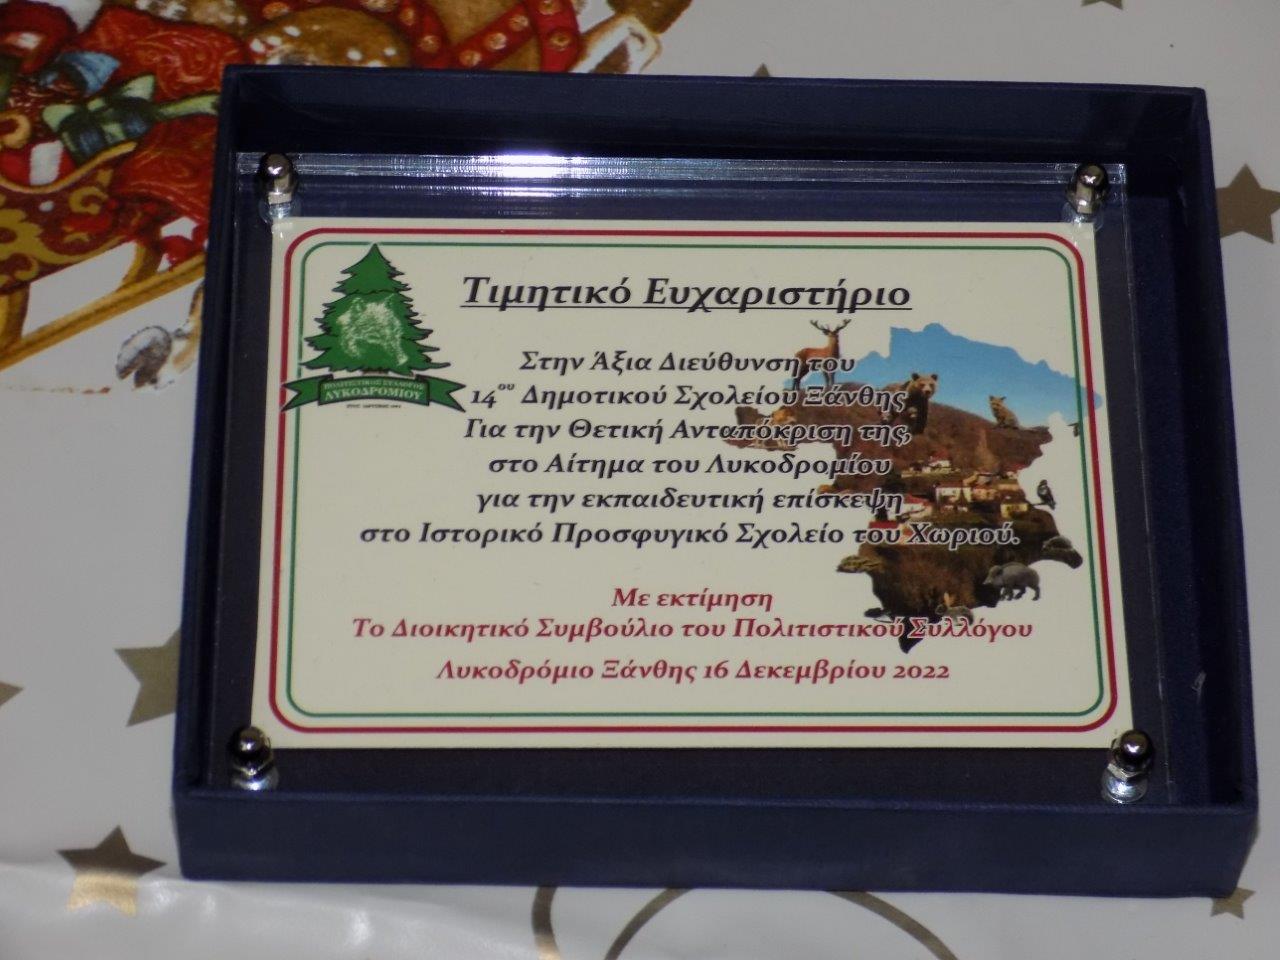 Τιμητικό Ευχαριστήριο
ΠΟΛΙΤΙΣΤΙΚΟΣ ΣΥΛΛΟΓΟΣ
ΛΥΚΟΔΡΟΜΙΟΥ
Στην Άξια Διεύθυνση του
14ου Δημοτικού Σχολείου Ξάνθης
Για την Θετική Ανταπόκριση της,
στο Αίτημα του Λυκοδρομίου
για την εκπαιδευτική επίσκεψη
στο Ιστορικό Προσφυγικό Σχολείο του Χωριού.
Με εκτίμηση
Το Διοικητικό Συμβούλιο του Πολιτιστικού Συλλόγου
Λυκοδρόμιο Ξάνθης 16 Δεκεμβρίου 2022